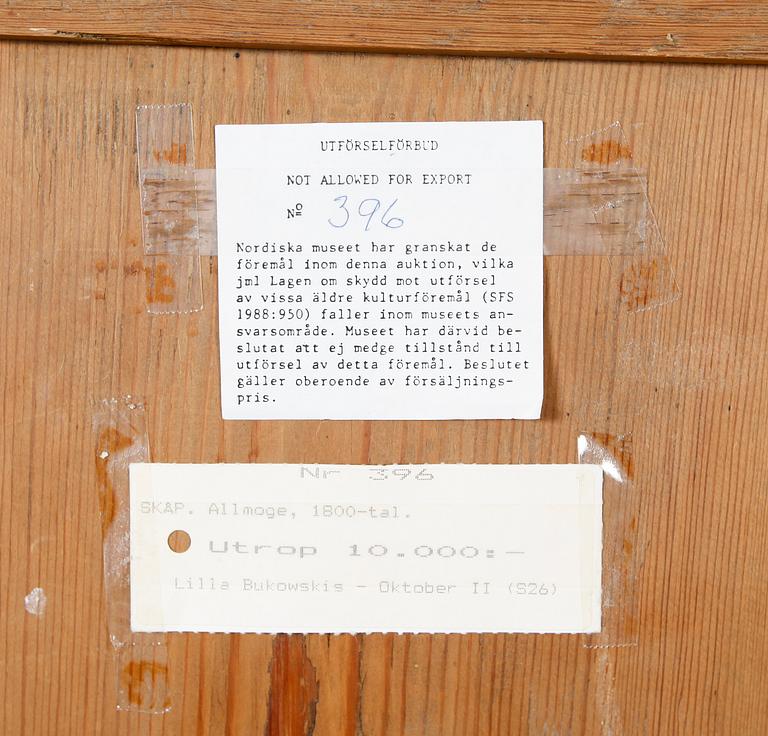 UTFÖRSELFÖRBUD
NOT ALLOWED FOR EXPORT
Nº 396
Nordiska museet har granskat de
föremål inom denna auktion, vilka
jml Lagen om skydd mot utförsel
av vissa äldre kulturföremål (SFS
1988:950) faller inom museets an-
svarsområde. Museet har därvid be-
slutat att ej medge tillstånd till
utförsel av detta föremål. Beslutet
gäller oberoende av försäljnings-
pris.
Nr 396
SKÅP. Allmoge, 1800-tal.
Utrop 10.000:-
Lilla Bukowskis - Oktober II (S26)